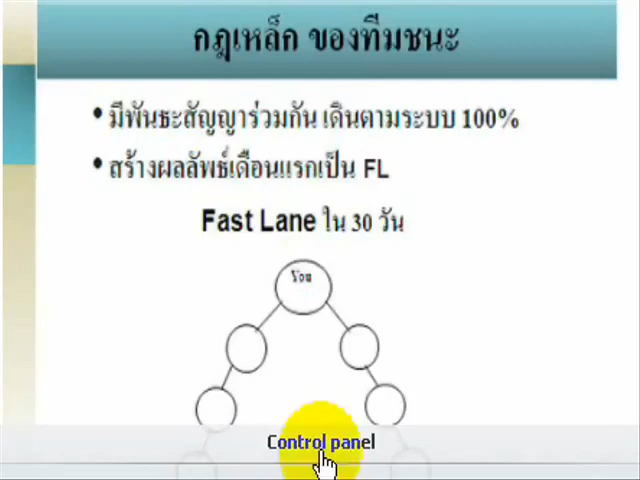 กฎเหล็ก ของทีมชนะ
• มีพันธะสัญญาร่วมกัน เดินตามระบบ 100%
• สร้างผลลัพธ์เดือนแรกเป็น FL
Fast Lane ใน 30 วัน
You
Control panel